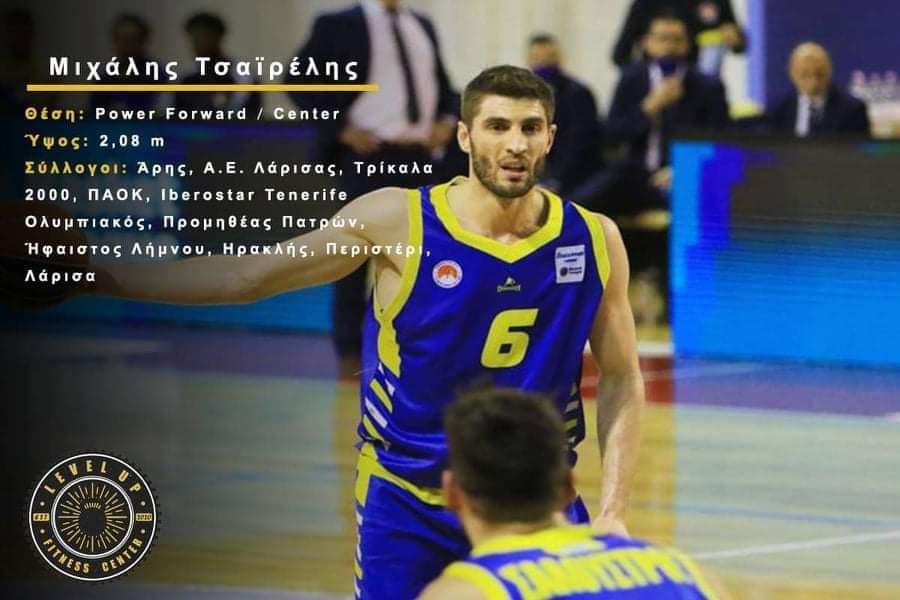 Μιχάλης Τσαϊρέλης
Θέση: Power Forward / Center
Ύψος: 2,08 m
Σύλλογοι: Άρης, Α.Ε. Λάρισας, Τρίκαλα
2000, ΠΑΟΚ, Iberostar Tenerife
Ολυμπιακός, Προμηθέας Πατρών,
Ήφαιστος Λήμνου, Ηρακλής, Περιστέρι,
Λάρισα
6
LEVEL UP
FITNESS CENTER